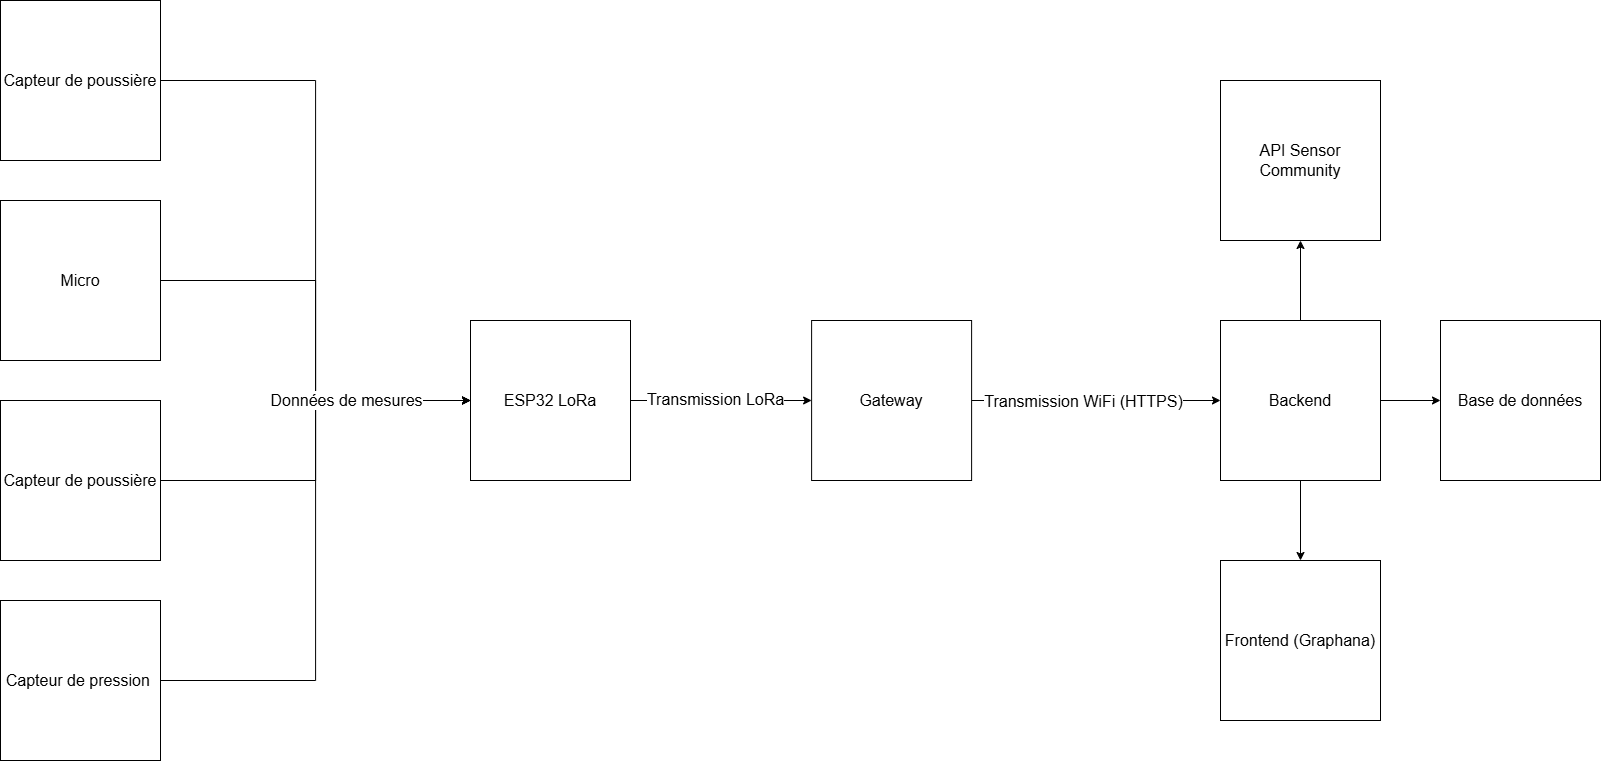 Capteur de poussière
Micro
Capteur de poussière
Capteur de pression
Données de mesures
ESP32 LoRa
Transmission LoRa
Gateway
Transmission WiFi (HTTPS)
API Sensor
Community
Backend
Base de données
Frontend (Graphana)